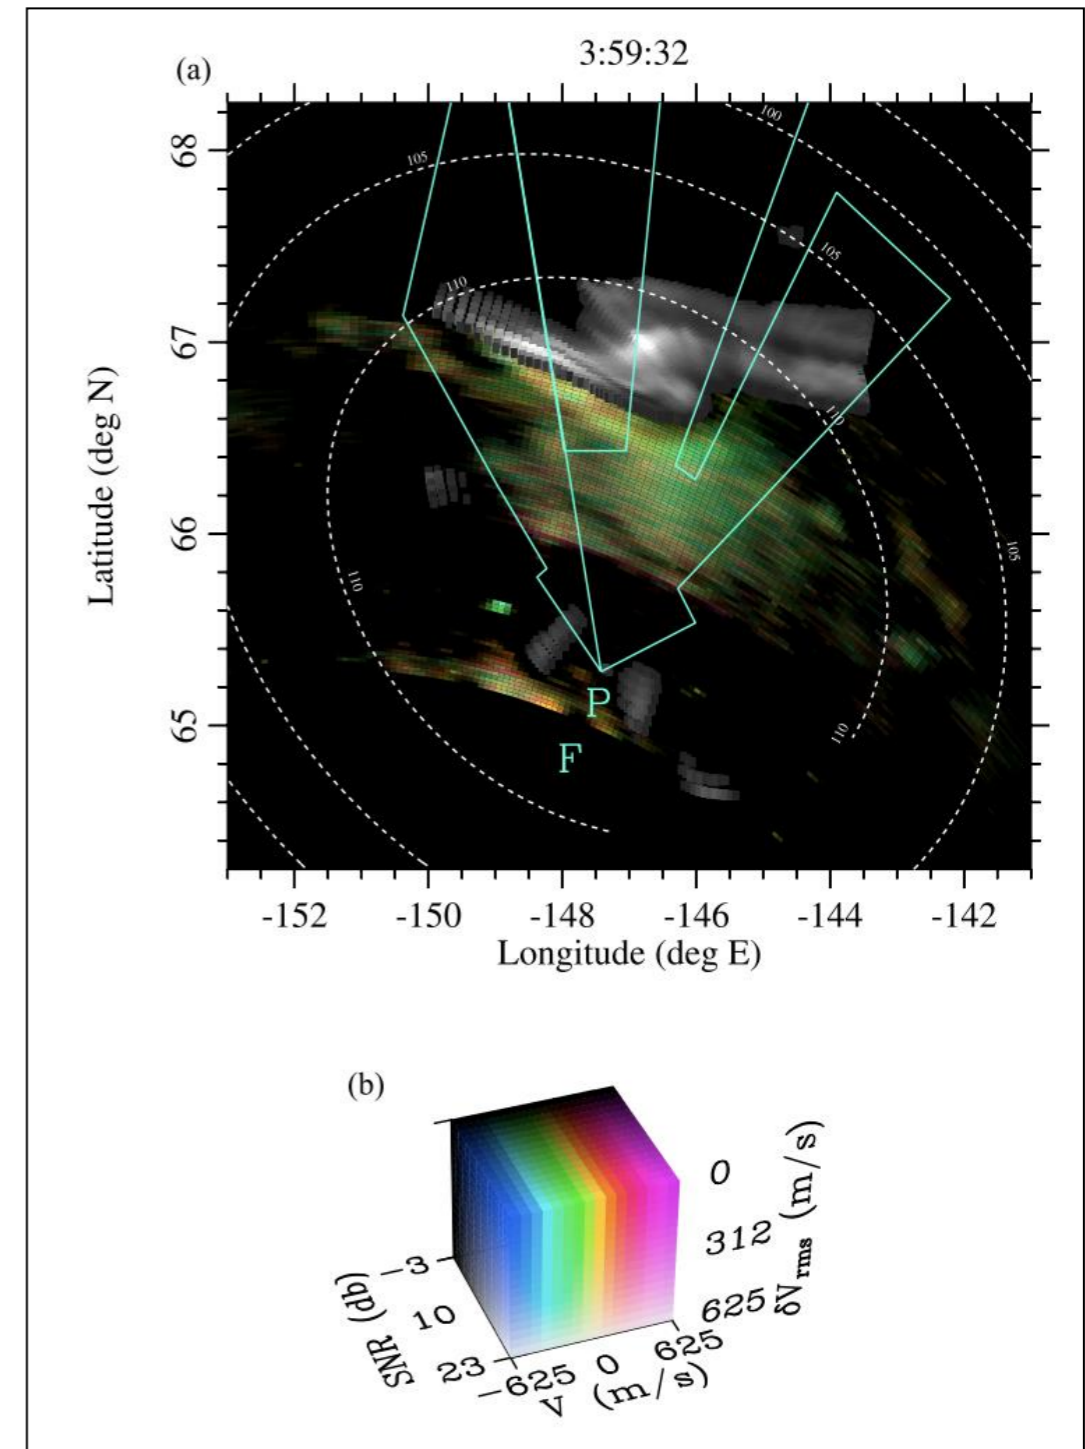 3:59:32
(a)
100
105
105
110
110
105
110
110
68
67
66
65
Latitude (deg N)
P
F
-152 -150 -148 -146 -144 -142
Longitude (deg E)
(b)
0
312
625
δVrms (m/s)
-3
10
23
SNR (db)
-625 0 625
V (m/s)